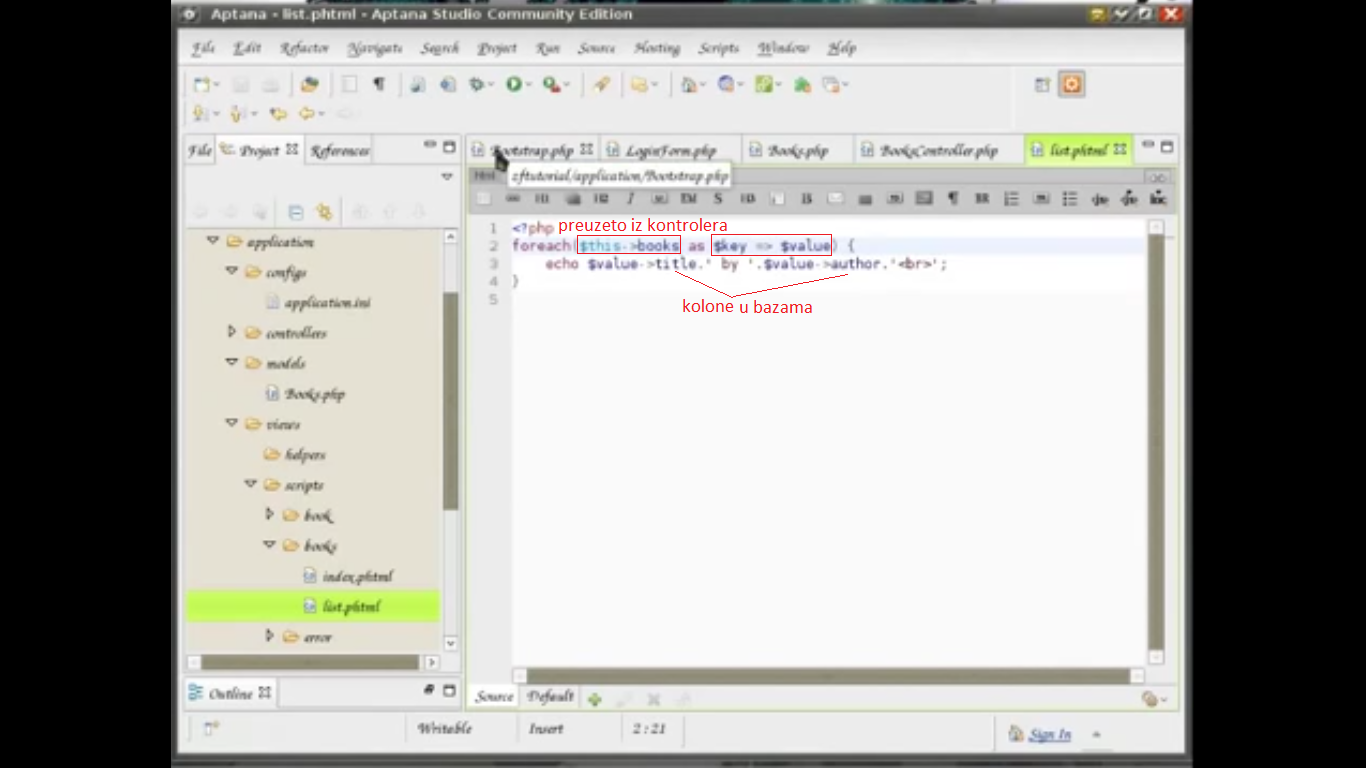 Aptana - list.phtml - Aptana Studio Community Edition
File Edit Refactor Navigate Search Project Run Source Hosting Scripts Window Help
File Project References
Bootstrap.php LoginForm.php Books.php BooksController.php list.phtml
zftutorial/application/Bootstrap.php
application
configs
application.ini
controllers
models
Books.php
views
helpers
scripts
book
books
index.phtml
list.phtml
error
Outline
preuzeto iz kontrolera
1 <?php
2 foreach($this->books as $key => $value) {
3 echo $value->title.' by '.$value->author.'<br>';
4 }
5
kolone u bazama
Source Default
Writable Insert 2:21
Sign In